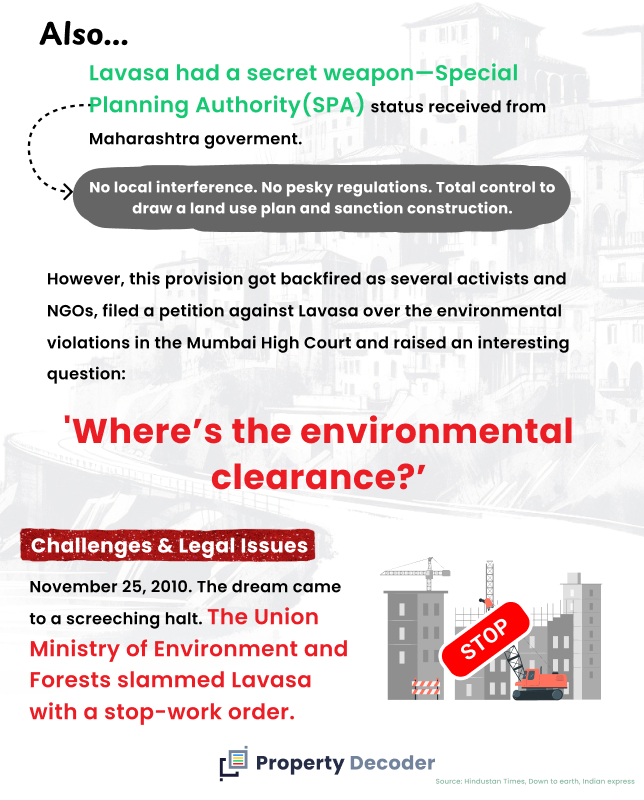 Also...
Lavasa had a secret weapon—Special
Planning Authority(SPA) status received from
Maharashtra goverment.
No local interference. No pesky regulations. Total control to
draw a land use plan and sanction construction.
However, this provision got backfired as several activists and
NGOs, filed a petition against Lavasa over the environmental
violations in the Mumbai High Court and raised an interesting
question:
'Where’s the environmental
clearance?’
Challenges & Legal Issues
November 25, 2010. The dream came
to a screeching halt. The Union
Ministry of Environment and
Forests slammed Lavasa
with a stop-work order.
STOP
Property Decoder
Source: Hindustan Times, Down to earth, Indian express